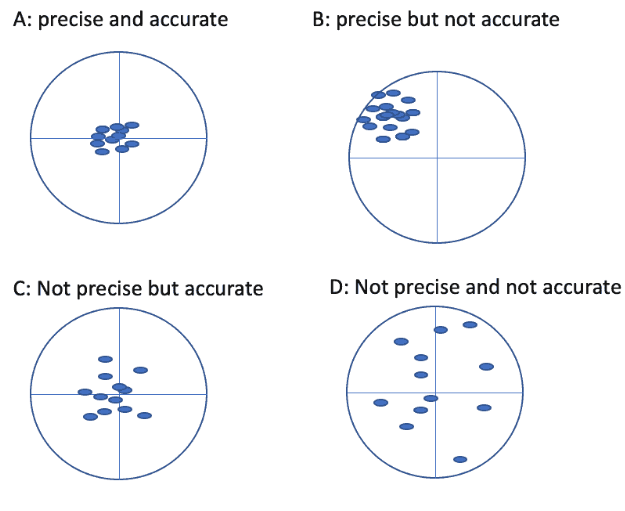 A: precise and accurate
B: precise but not accurate
C: Not precise but accurate
D: Not precise and not accurate